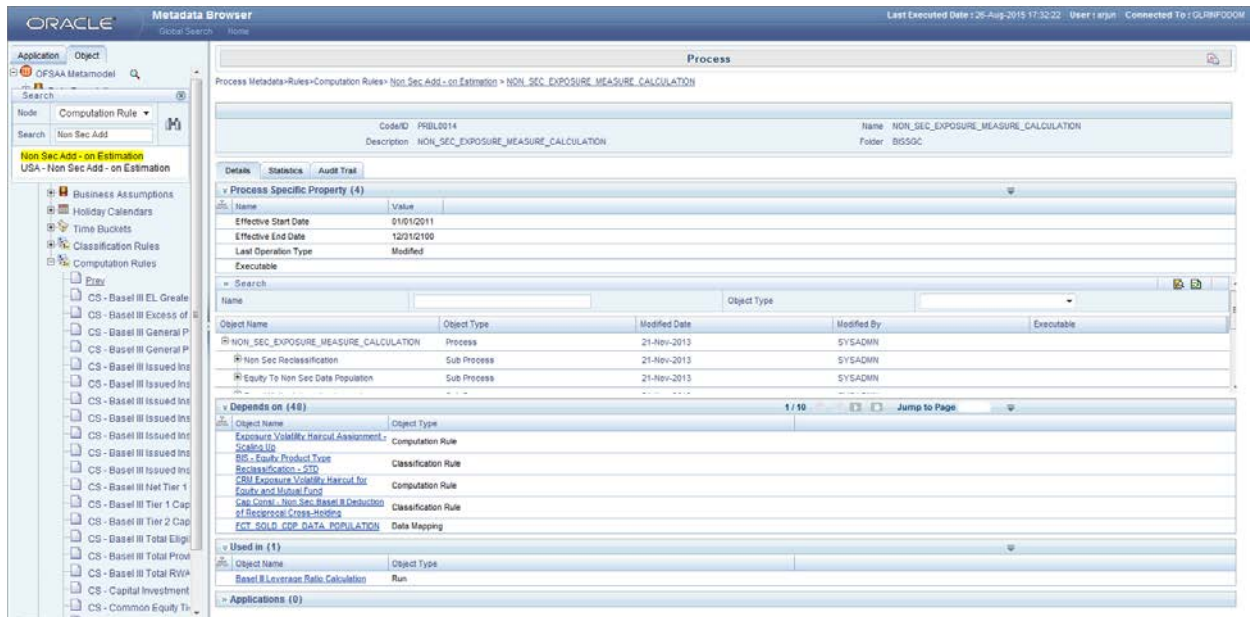 ORACLE
Metadata Browser
Global Search Home
Last Executed Date : 26-Aug-2015 17:32:22 User : arjun Connected To : GLRINFODOM
Application Object
OFSAA Metamodel
Search
Node Computation Rule
Search Non Sec Add
Non Sec Add - on Estimation
USA - Non Sec Add - on Estimation
Business Assumptions
Holiday Calendars
Time Buckets
Classification Rules
Computation Rules
Prev
CS - Basel III EL Greate
CS - Basel III Excess of
CS - Basel III General P
CS - Basel III General P
CS - Basel III Issued Ins
CS - Basel III Issued Ins
CS - Basel III Issued Ins
CS - Basel III Issued Ins
CS - Basel III Issued Ins
CS - Basel III Issued Ins
CS - Basel III Issued Ins
CS - Basel III Net Tier 1
CS - Basel III Tier 1 Cap
CS - Basel III Tier 2 Cap
CS - Basel III Total Eligi
CS - Basel III Total Provi
CS - Basel III Total RWA
CS - Capital Investment
CS - Common Equity Tie
Process
Process Metadata>Rules>Computation Rules> Non Sec Add - on Estimation > NON_SEC_EXPOSURE_MEASURE_CALCULATION
Code/ID PRBL0014 Name NON_SEC_EXPOSURE_MEASURE_CALCULATION
Description NON_SEC_EXPOSURE_MEASURE_CALCULATION Folder BISSGC
Details Statistics Audit Trail
Process Specific Property (4)
Name Value
Effective Start Date 01/01/2011
Effective End Date 12/31/2100
Last Operation Type Modified
Executable
Search
Name Object Type
Object Name Object Type Modified Date Modified By Executable
NON_SEC_EXPOSURE_MEASURE_CALCULATION Process 21-Nov-2013 SYSADMN
Non Sec Reclassification Sub Process 21-Nov-2013 SYSADMN
Equity To Non Sec Data Population Sub Process 21-Nov-2013 SYSADMN
Depends on (48) 1 / 10 Jump to Page
Object Name Object Type
Exposure Volatility Haircut Assignment - Scaling Up Computation Rule
BIS - Equity Product Type Reclassification - STD Classification Rule
CRM Exposure Volatility Haircut for Equity and Mutual Fund Computation Rule
Cap Consl - Non Sec Basel II Deduction of Reciprocal Cross-Holding Classification Rule
FCT_SOLD_CDP_DATA_POPULATION Data Mapping
Used in (1)
Object Name Object Type
Basel III Leverage Ratio Calculation Run
Applications (0)